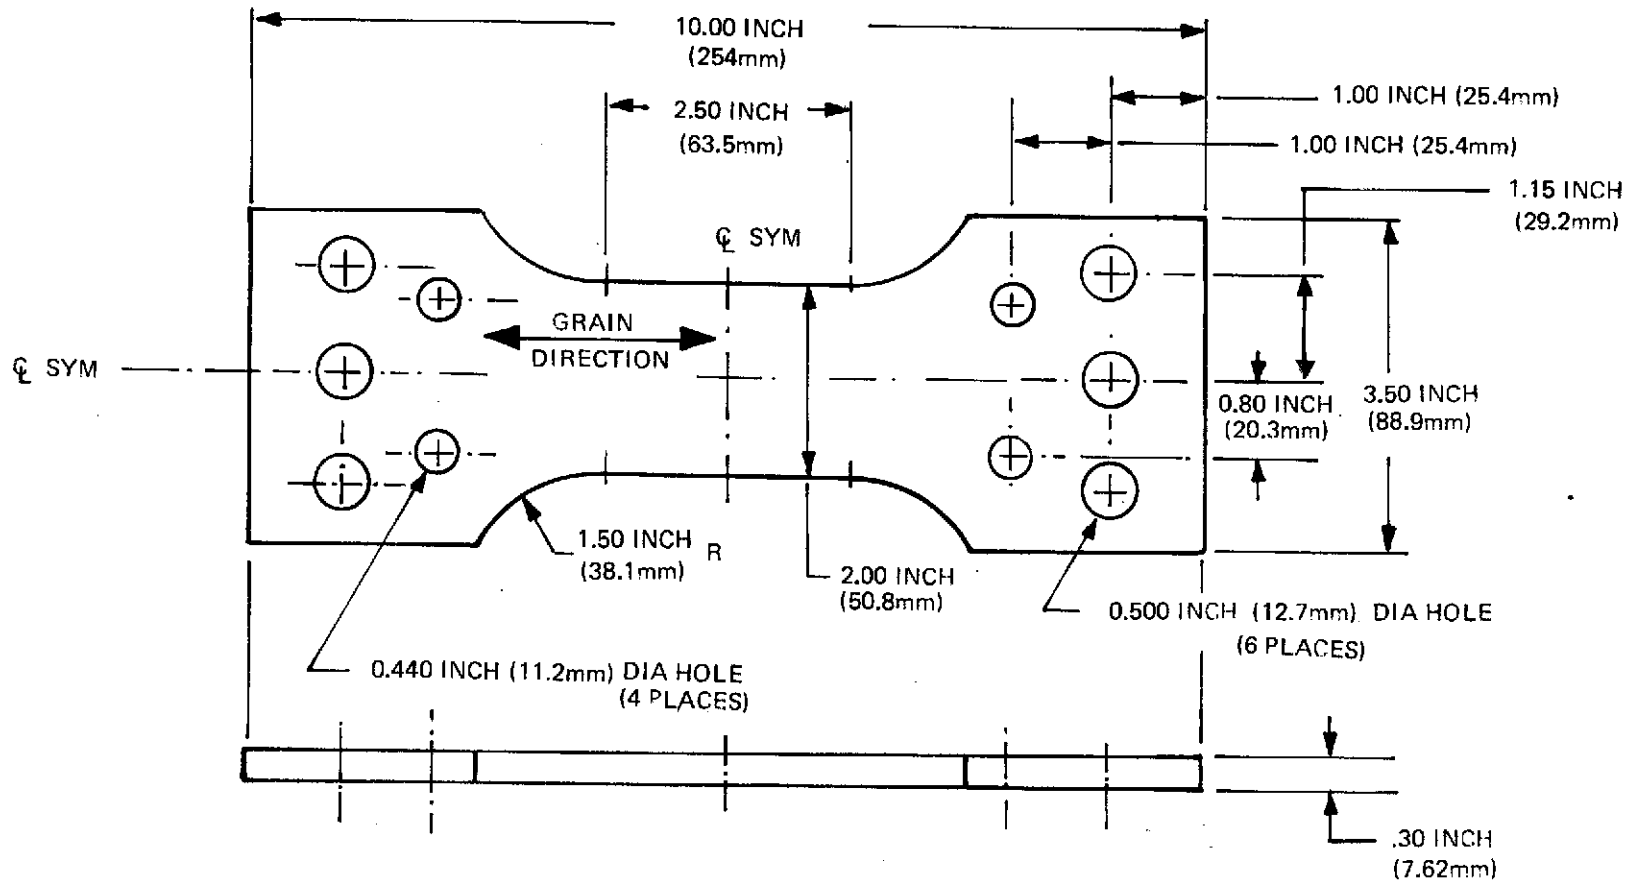 10.00 INCH
(254mm)
2.50 INCH
(63.5mm)
1.00 INCH (25.4mm)
1.00 INCH (25.4mm)
1.15 INCH
(29.2mm)
℄ SYM
GRAIN
DIRECTION
℄ SYM
0.80 INCH
(20.3mm)
3.50 INCH
(88.9mm)
1.50 INCH R
(38.1mm)
2.00 INCH
(50.8mm)
0.500 INCH (12.7mm) DIA HOLE
(6 PLACES)
0.440 INCH (11.2mm) DIA HOLE
(4 PLACES)
.30 INCH
(7.62mm)